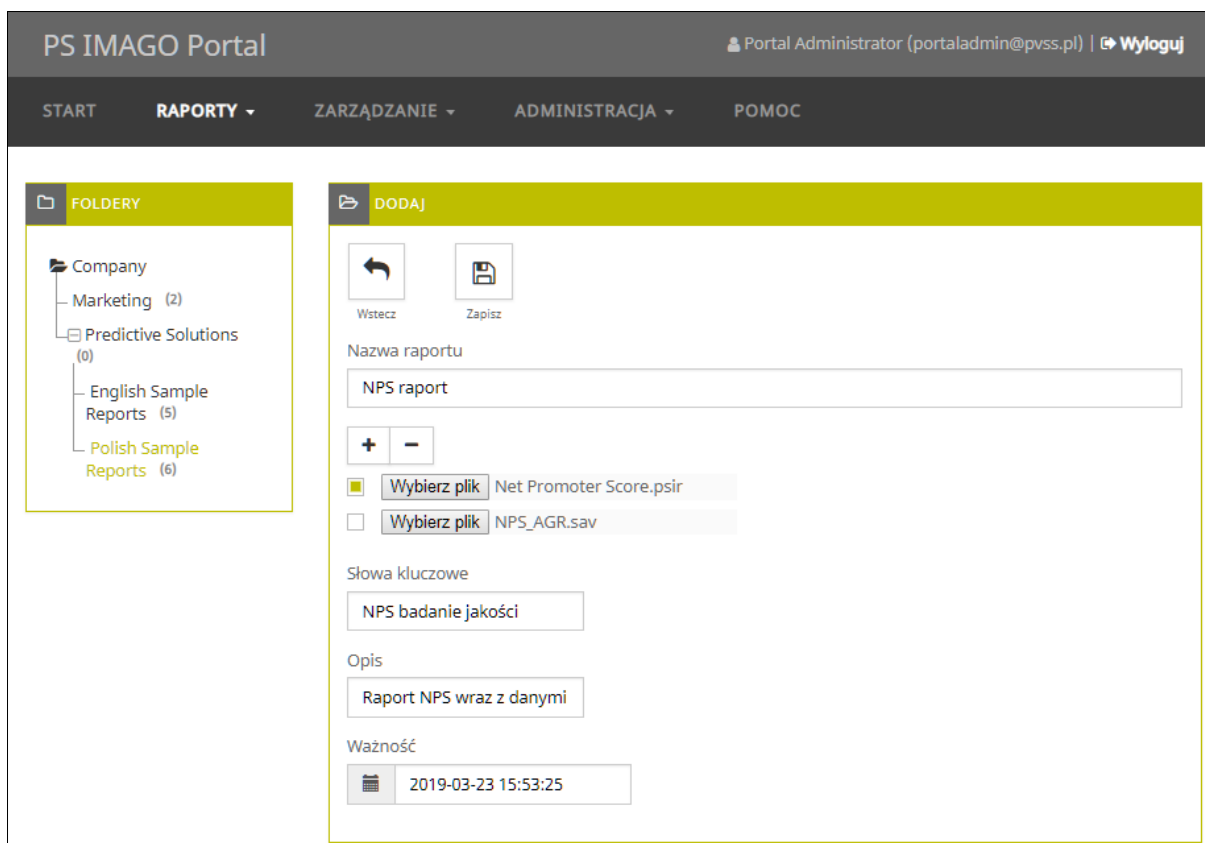 PS IMAGO Portal
Portal Administrator (portaladmin@pvss.pl) | Wyloguj
START RAPORTY ZARZĄDZANIE ADMINISTRACJA POMOC
FOLDERY
Company
Marketing (2)
Predictive Solutions
(0)
English Sample
Reports (5)
Polish Sample
Reports (6)
DODAJ
Wstecz Zapisz
Nazwa raportu
NPS raport
+ −
Wybierz plik Net Promoter Score.psir
Wybierz plik NPS_AGR.sav
Słowa kluczowe
NPS badanie jakości
Opis
Raport NPS wraz z danymi
Ważność
2019-03-23 15:53:25